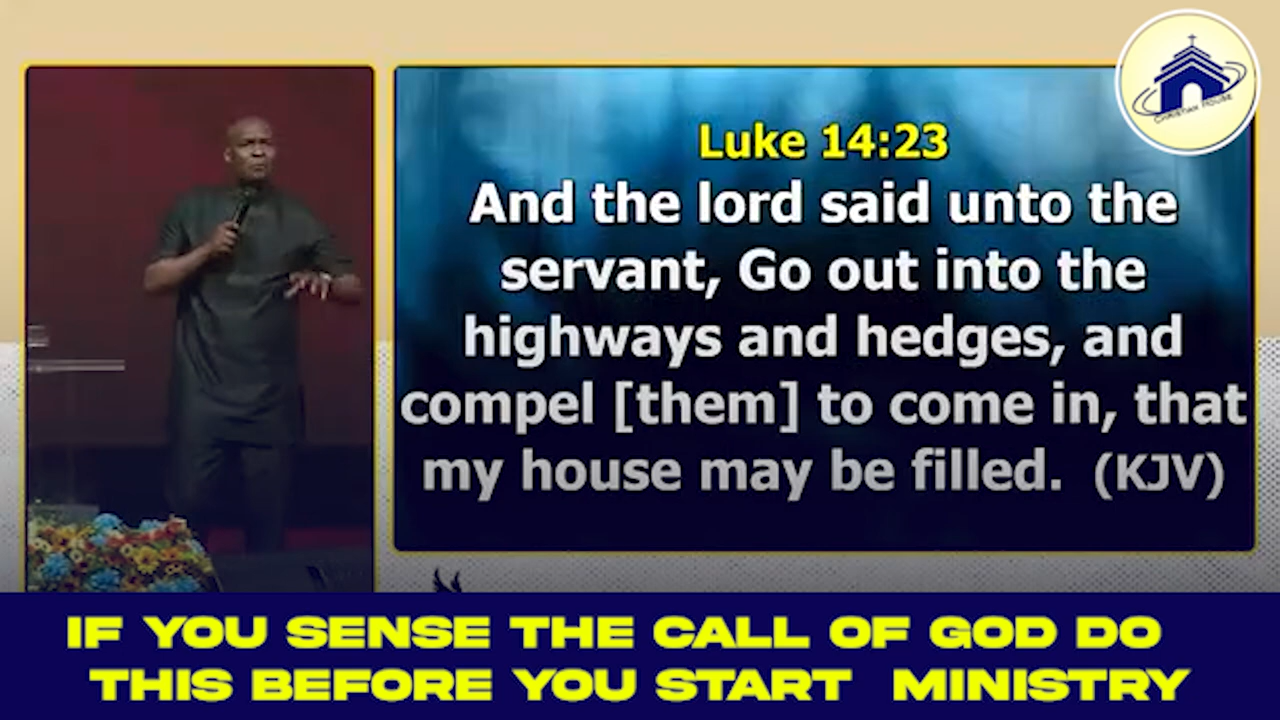 CHRISTIAN HOUSE
Luke 14:23
And the lord said unto the
servant, Go out into the
highways and hedges, and
compel [them] to come in, that
my house may be filled. (KJV)
IF YOU SENSE THE CALL OF GOD DO
THIS BEFORE YOU START MINISTRY